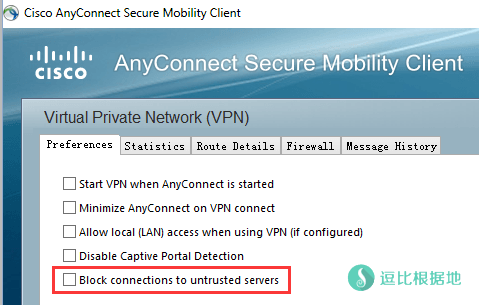 Cisco AnyConnect Secure Mobility Client
CISCO
AnyConnect Secure Mobility Client
Virtual Private Network (VPN)
Preferences Statistics Route Details Firewall Message History
Start VPN when AnyConnect is started
Minimize AnyConnect on VPN connect
Allow local (LAN) access when using VPN (if configured)
Disable Captive Portal Detection
Block connections to untrusted servers
逗比根据地